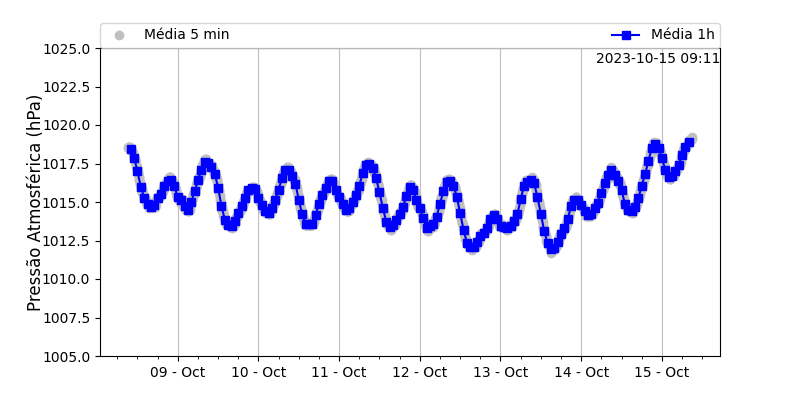 Média 5 min
Média 1h
2023-10-15 09:11
Pressão Atmosférica (hPa)
1025.0
1022.5
1020.0
1017.5
1015.0
1012.5
1010.0
1007.5
1005.0
09 - Oct
10 - Oct
11 - Oct
12 - Oct
13 - Oct
14 - Oct
15 - Oct